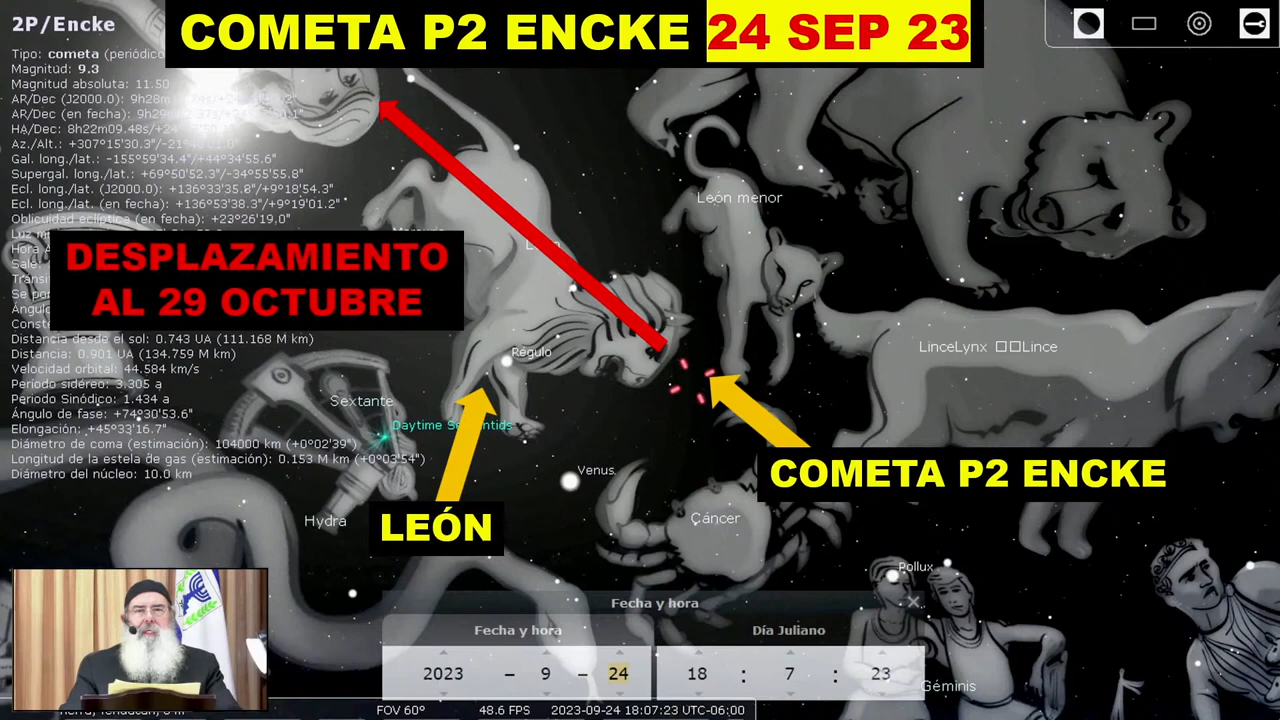 COMETA P2 ENCKE 24 SEP 23
2P/Encke
Tipo: cometa (periódico
Magnitud: 9.3
Magnitud absoluta: 11.50
AR/Dec (J2000.0): 9h28m
AR/Dec (en fecha): 9h29
HA/Dec: 8h22m09.48s/+24
Az./Alt.: +307°15'30.3"/-21
Gal. long./lat.: -155°59'34.4"/+44°34'55.6"
Supergal. long./lat.: +69°50'52.3"/-34°55'55.8"
Ecl. long./lat. (J2000.0): +136°33'35.8"/+9°18'54.3"
Ecl. long./lat. (en fecha): +136°53'38.3"/+9°19'01.2"
Oblicuidad eclíptica (en fecha): +23°26'19.0"
Hora
Sale:
Se
DESPLAZAMIENTO
AL 29 OCTUBRE
Distancia desde el sol: 0.743 UA (111.168 M km)
Distancia: 0.901 UA (134.759 M km)
Velocidad orbital: 44.584 km/s
Periodo sidéreo: 3.305 a
Periodo Sinódico: 1.434 a
Ángulo de fase: +74°30'53.6"
Elongación: +45°33'16.7"
Diámetro de coma (estimación): 104000 km (+0°02'39")
Longitud de la estela de gas (estimación): 0.153 M km (+0°03'54")
Diámetro del núcleo: 10.0 km
León menor
Régulo
LinceLynx □□Lince
Sextante
Daytime
Venus
COMETA P2 ENCKE
Hydra
LEÓN
Cáncer
Pollux
Géminis
Fecha y hora
Fecha y hora
Día Juliano
2023 – 9 – 24 18 : 7 : 23
FOV 60° 48.6 FPS 2023-09-24 18:07:23 UTC-06:00